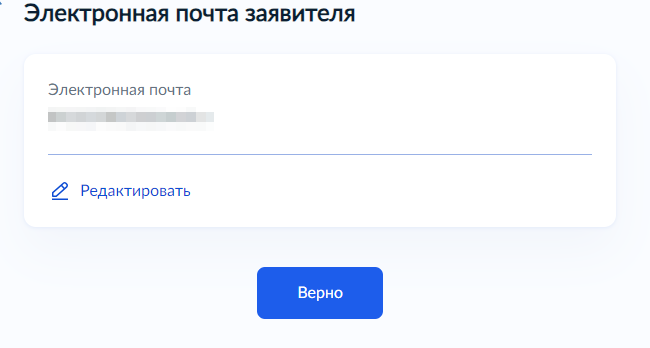 Электронная почта заявителя
Электронная почта
Редактировать
Верно